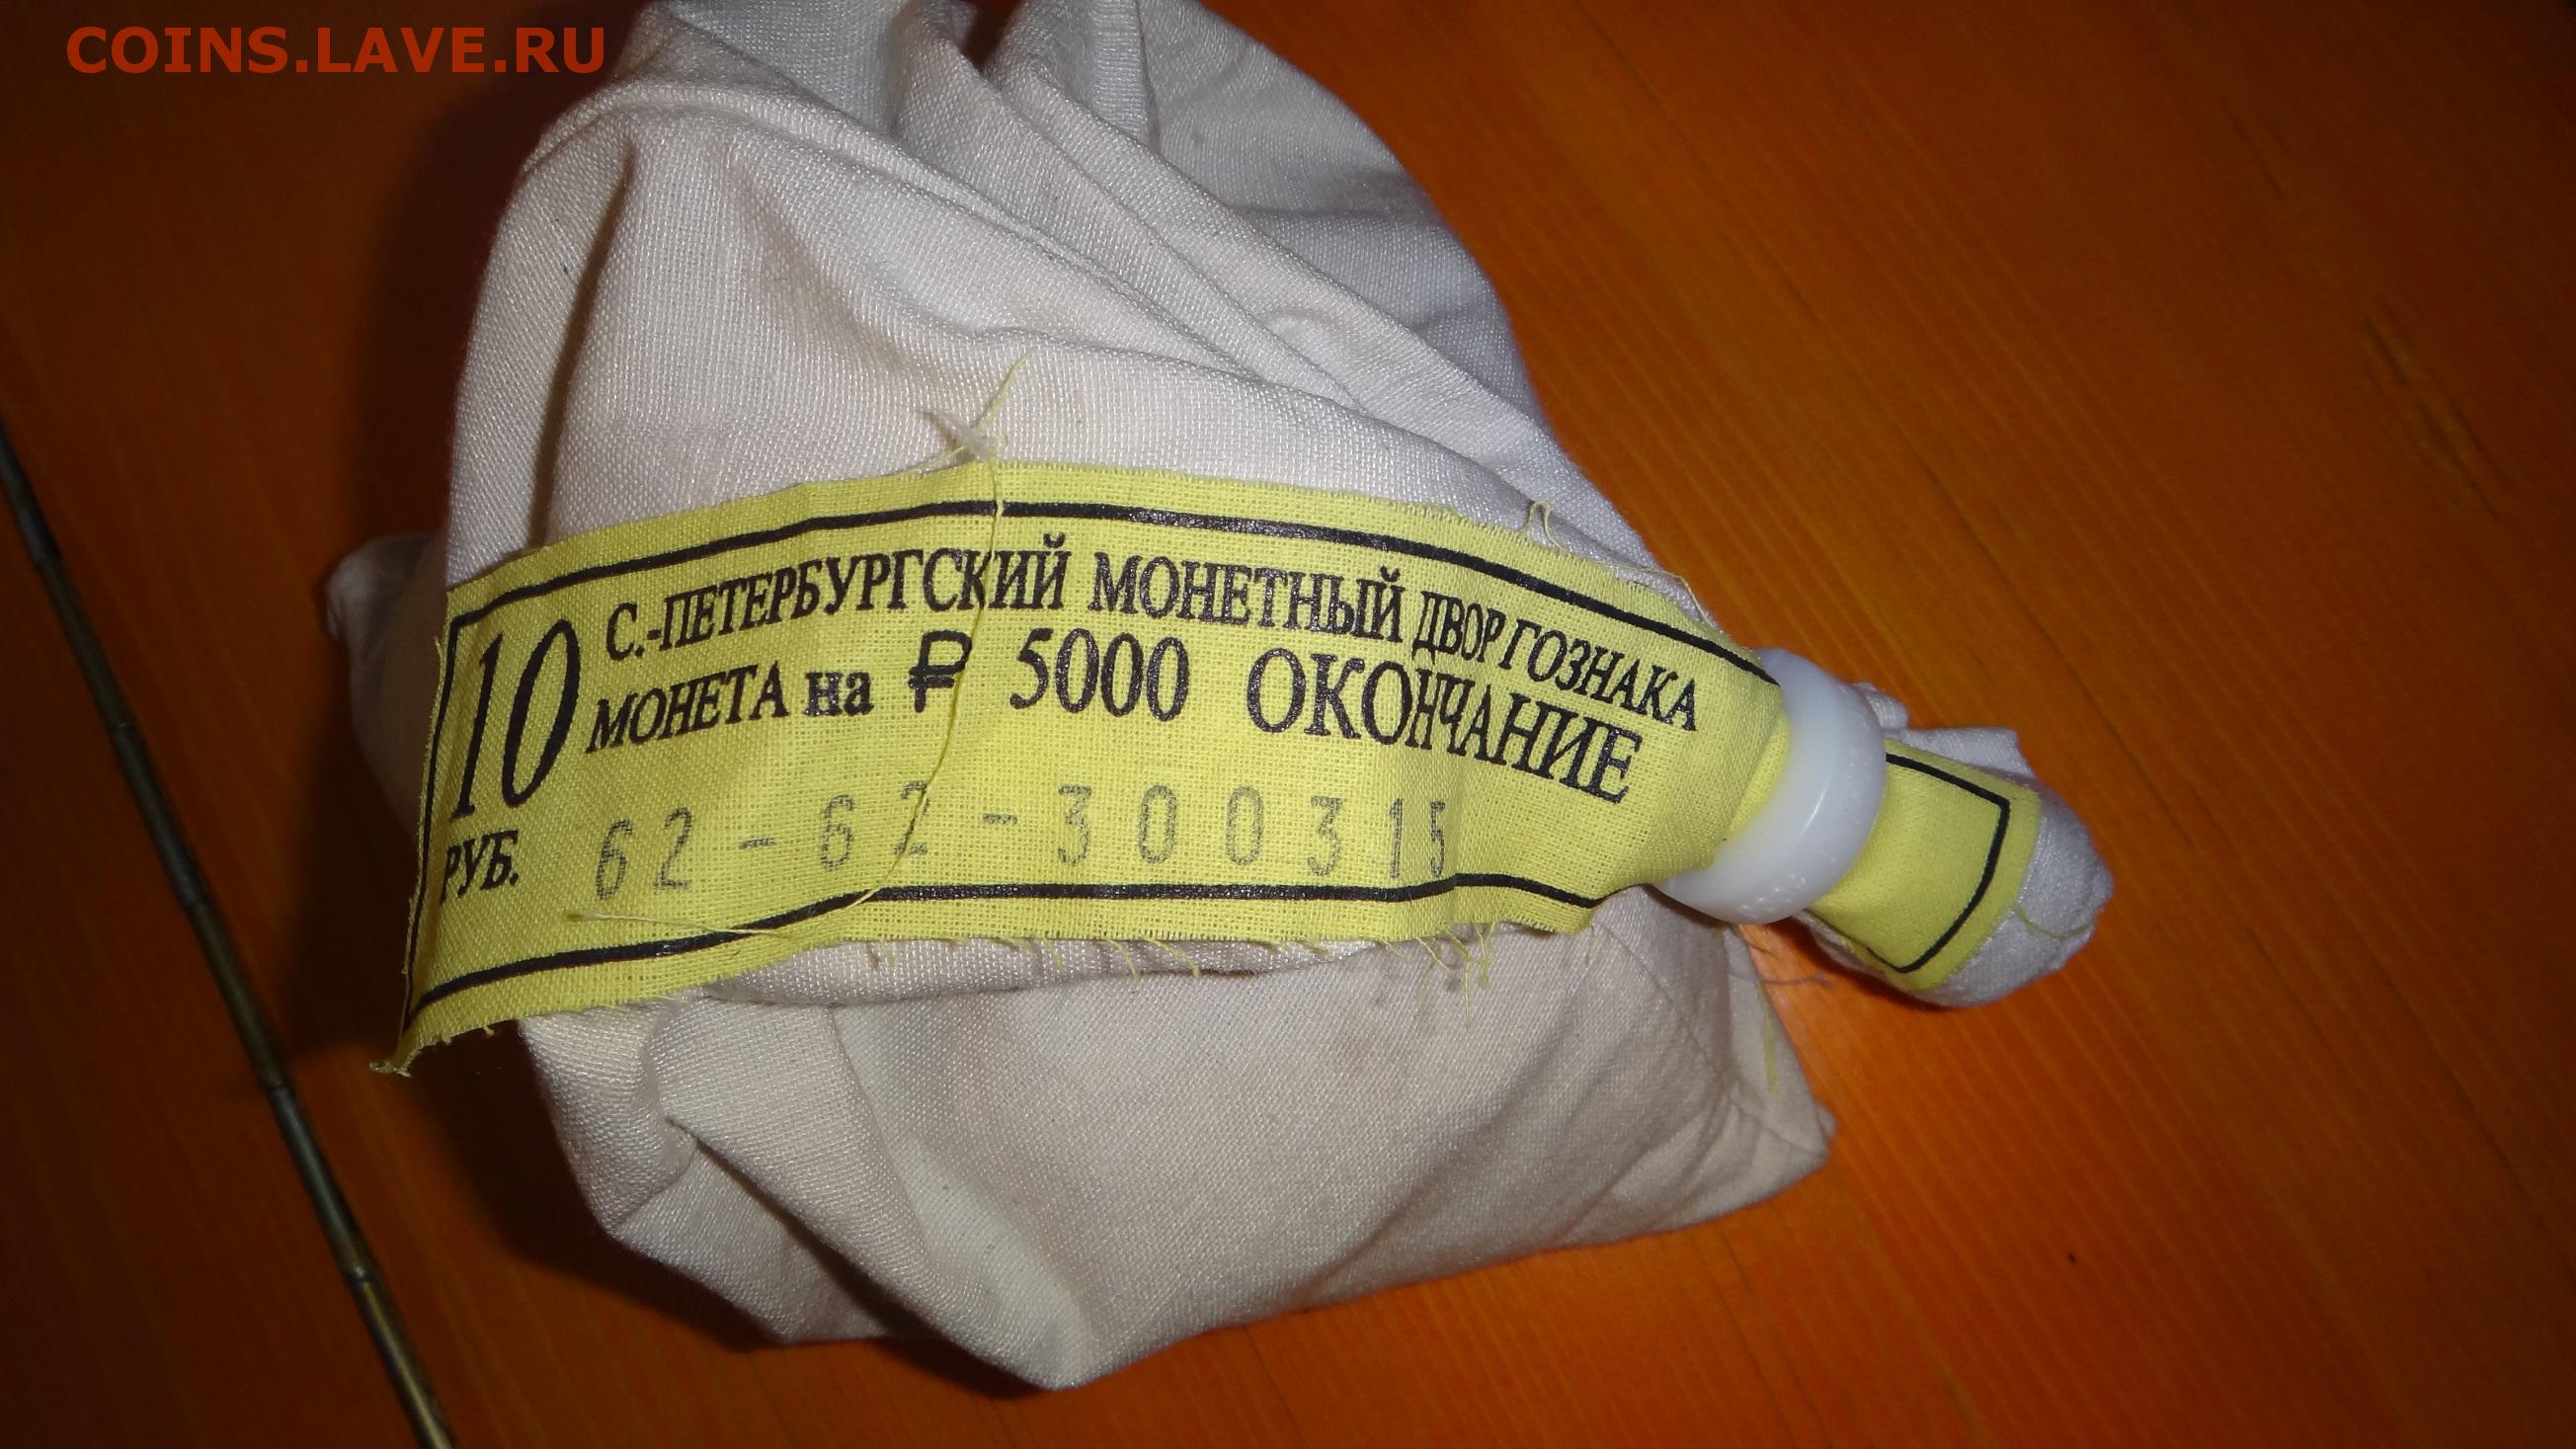 COINS.LAVE.RU
С.-ПЕТЕРБУРГСКИЙ МОНЕТНЫЙ ДВОР ГОЗНАКА
10 МОНЕТА на ₽ 5000 ОКОНЧАНИЕ
РУБ. 62-62-300315